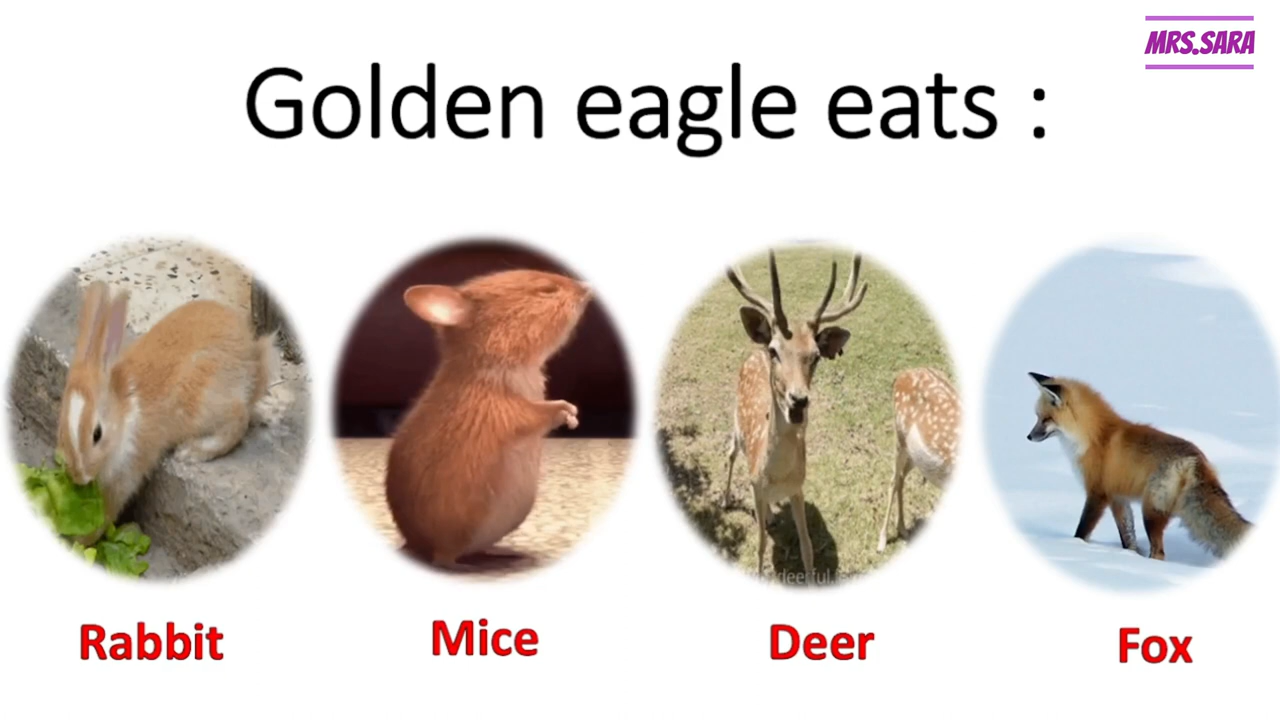 MRS.SARA
Golden eagle eats :
Rabbit
Mice
Deer
Fox